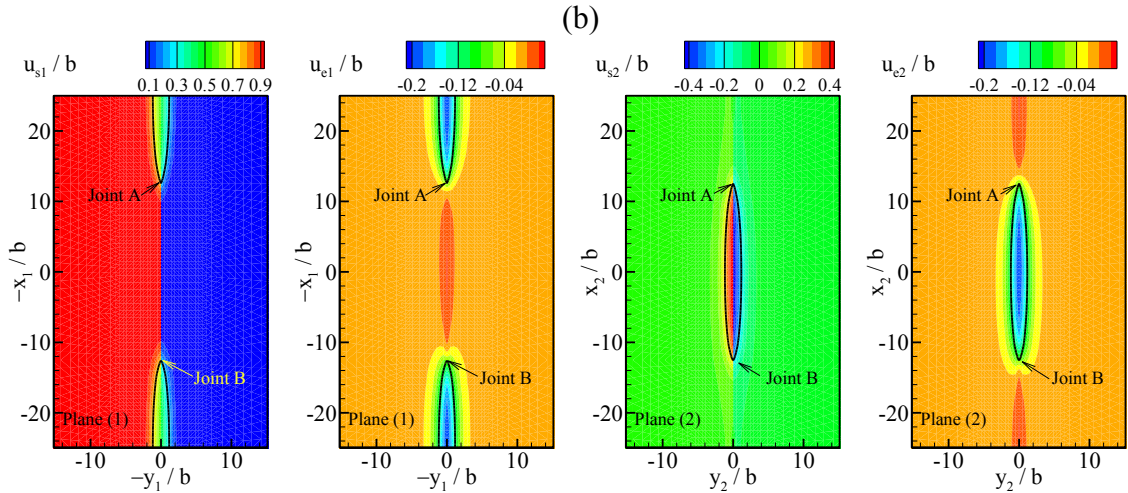 (b)
u_s1 / b
0.1 0.3 0.5 0.7 0.9
u_e1 / b
-0.2 -0.12 -0.04
u_s2 / b
-0.4 -0.2 0 0.2 0.4
u_e2 / b
-0.2 -0.12 -0.04
−x_1 / b
20
10
0
-10
-20
Joint A
Joint B
Plane (1)
-10 0 10
−y_1 / b
−x_1 / b
20
10
0
-10
-20
Joint A
Joint B
Plane (1)
-10 0 10
−y_1 / b
x_2 / b
20
10
0
-10
-20
Joint A
Joint B
Plane (2)
-10 0 10
y_2 / b
x_2 / b
20
10
0
-10
-20
Joint A
Joint B
Plane (2)
-10 0 10
y_2 / b